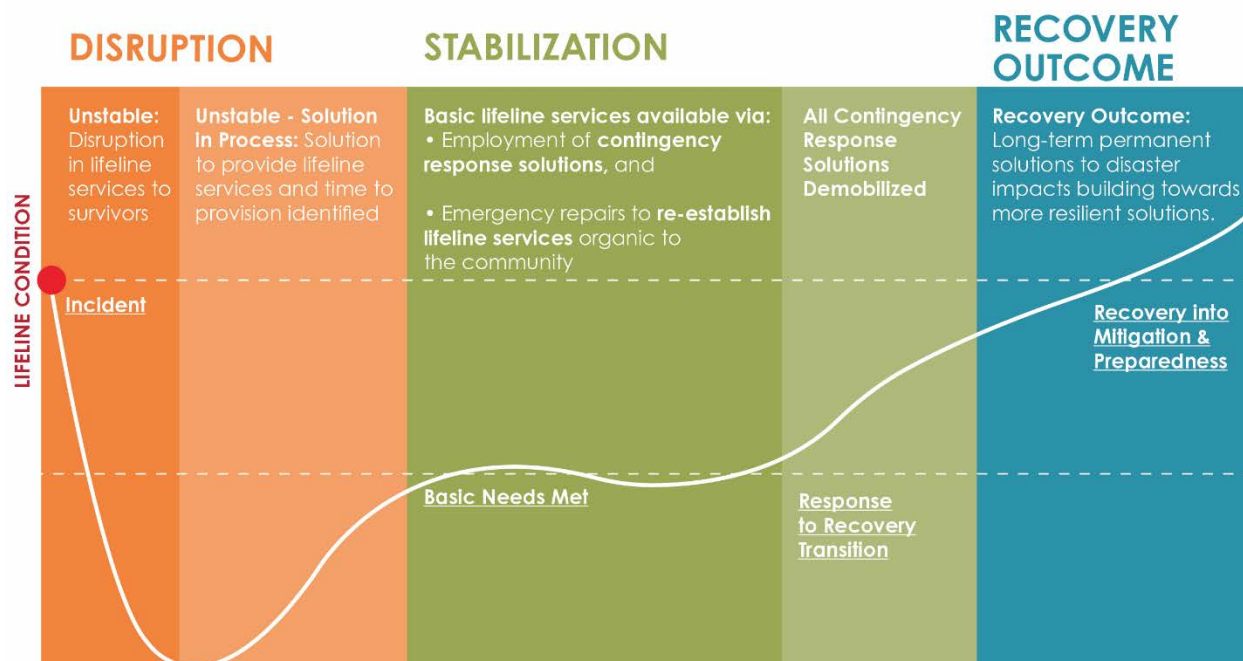 DISRUPTION
STABILIZATION
RECOVERY
OUTCOME
LIFELINE CONDITION
Unstable:
Disruption
in lifeline
services to
survivors
Incident
Unstable - Solution
In Process: Solution
to provide lifeline
services and time to
provision identified
Basic lifeline services available via:
• Employment of contingency
response solutions, and
• Emergency repairs to re-establish
lifeline services organic to
the community
Basic Needs Met
All Contingency
Response
Solutions
Demobilized
Response
to Recovery
Transition
Recovery Outcome:
Long-term permanent
solutions to disaster
impacts building towards
more resilient solutions.
Recovery into
Mitigation &
Preparedness